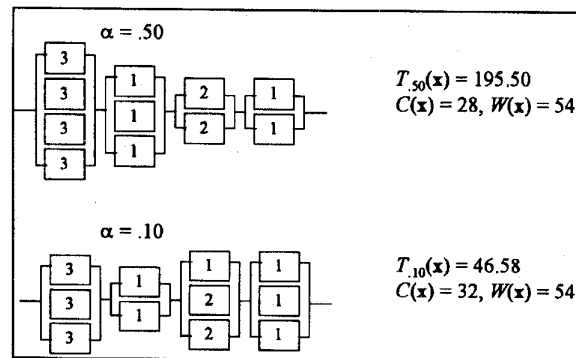 α = .50
3
1
3 2 1
1
3 2 1
1
3
T.50(x) = 195.50
C(x) = 28, W(x) = 54
α = .10
3 1 1
1
3 2 1
1
3 2 1
T.10(x) = 46.58
C(x) = 32, W(x) = 54